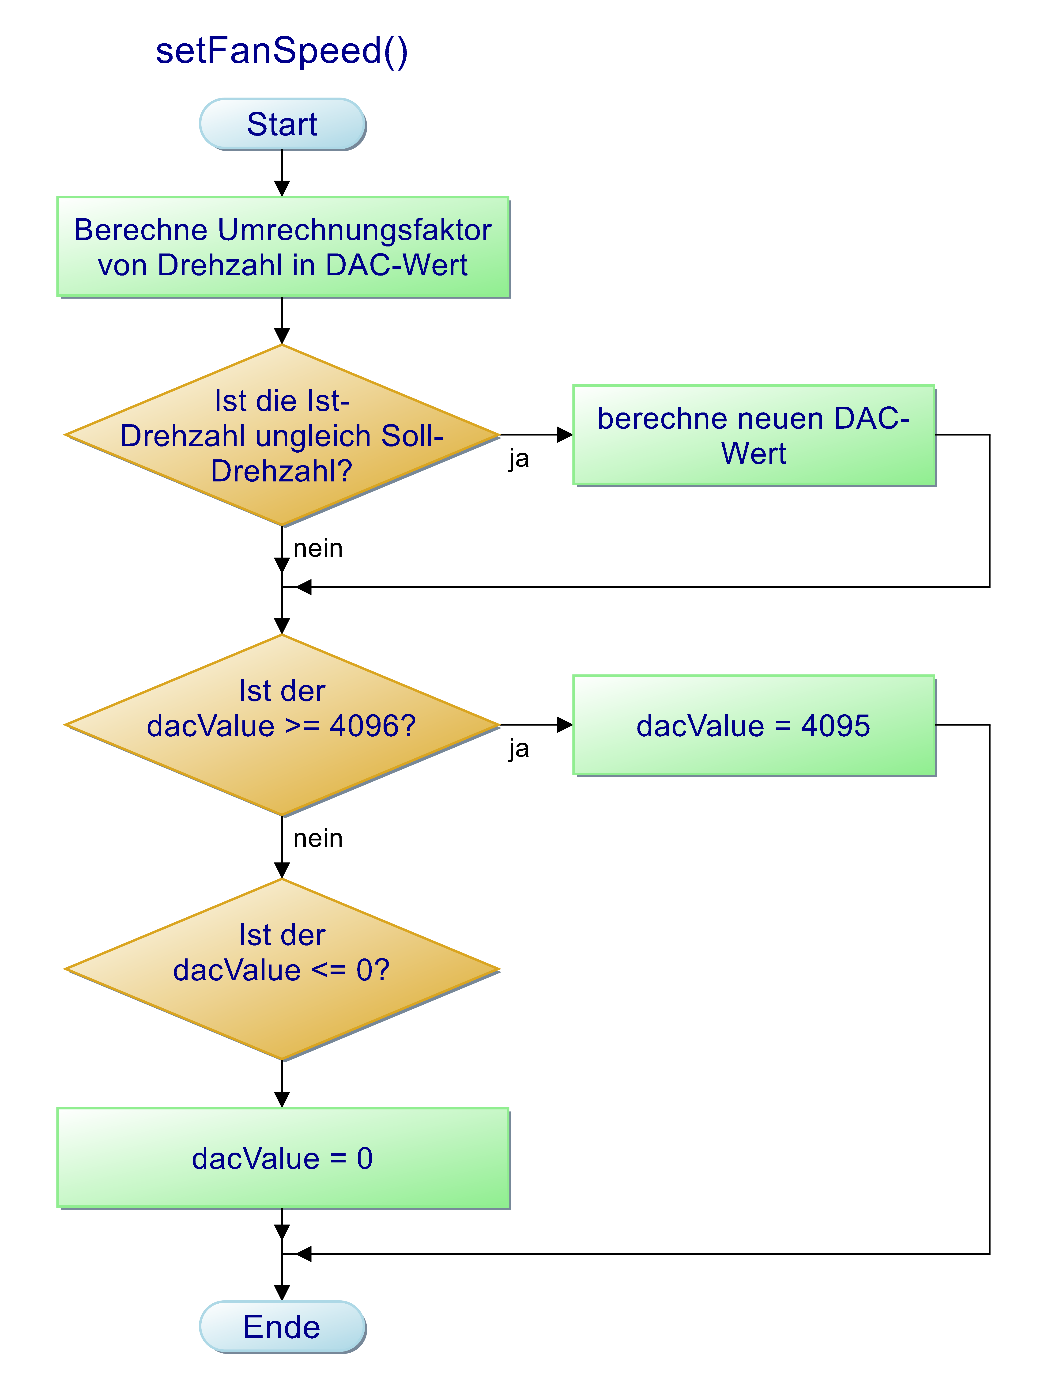 setFanSpeed()
Start
Berechne Umrechnungsfaktor
von Drehzahl in DAC-Wert
Ist die Ist-
Drehzahl ungleich Soll-
Drehzahl?
ja
berechne neuen DAC-
Wert
nein
Ist der
dacValue >= 4096?
ja
dacValue = 4095
nein
Ist der
dacValue <= 0?
dacValue = 0
Ende